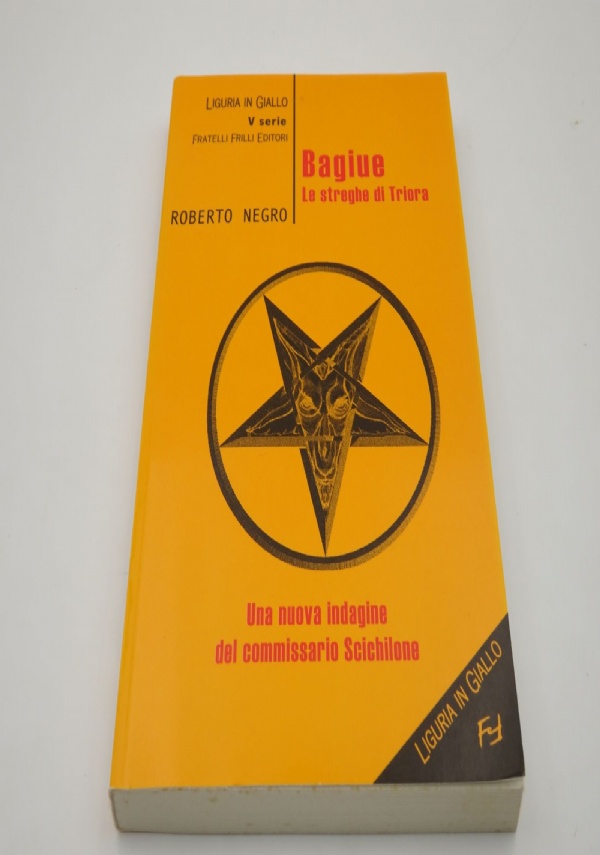 LIGURIA IN GIALLO
V serie
FRATELLI FRILLI EDITORI
ROBERTO NEGRO
Bagiue
Le streghe di Triora
Una nuova indagine
del commissario Scichilone
LIGURIA IN GIALLO
FF